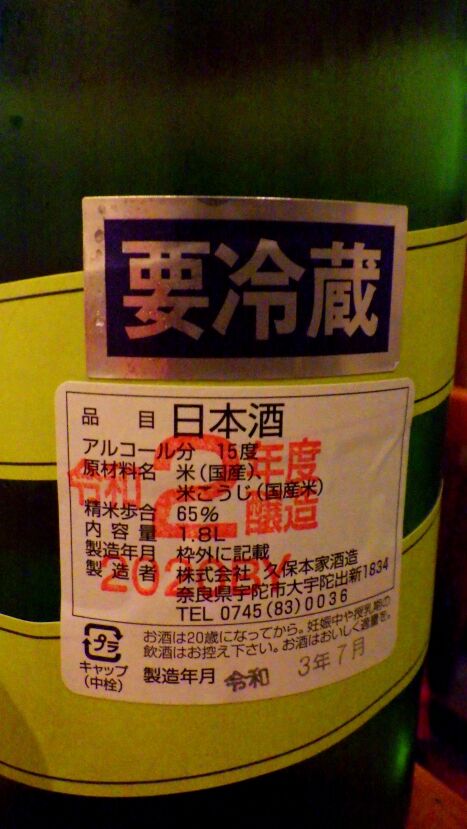 要冷蔵
品目 日本酒
アルコール分 15度
原材料名 米(国産)、
米こうじ(国産米)
精米歩合 65%
内容量 1.8L
製造年月 枠外に記載
製造者 株式会社 久保本家酒造
奈良県宇陀市大宇陀出新1834
TEL 0745(83)0036
令和2年度
醸造
2020BY
プラ
キャップ
(中栓)
お酒は20歳になってから。妊娠中や授乳期の
飲酒はお控え下さい。お酒はおいしく適量を。
製造年月 令和 3年7月